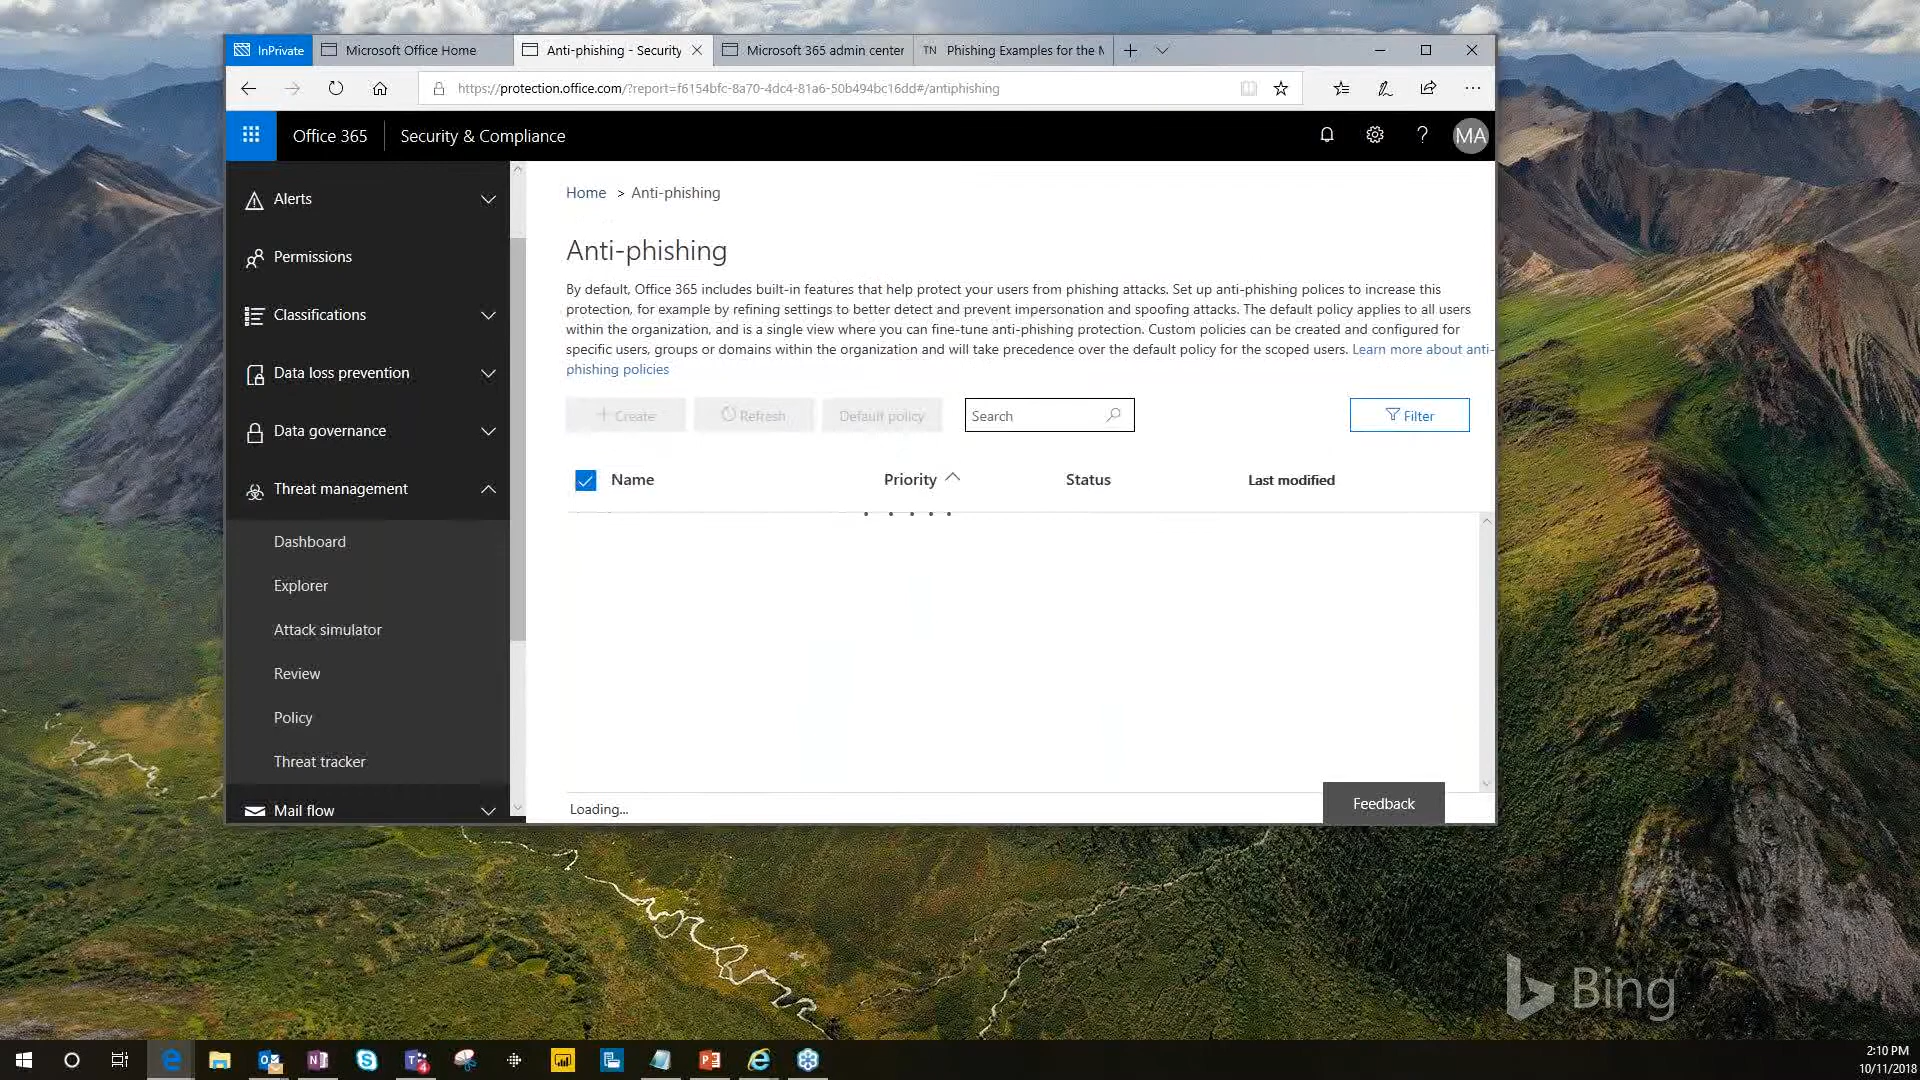 InPrivate
Microsoft Office Home
Anti-phishing - Security
Microsoft 365 admin center
TN Phishing Examples for the
https://protection.office.com/?report=f6154bfc-8a70-4dc4-81a6-50b494bc16dd#/antiphishing
Office 365
Security & Compliance
MA
Alerts
Permissions
Classifications
Data loss prevention
Data governance
Threat management
Dashboard
Explorer
Attack simulator
Review
Policy
Threat tracker
Mail flow
Home > Anti-phishing
Anti-phishing
By default, Office 365 includes built-in features that help protect your users from phishing attacks. Set up anti-phishing polices to increase this
protection, for example by refining settings to better detect and prevent impersonation and spoofing attacks. The default policy applies to all users
within the organization, and is a single view where you can fine-tune anti-phishing protection. Custom policies can be created and configured for
specific users, groups or domains within the organization and will take precedence over the default policy for the scoped users. Learn more about anti-
phishing policies
+ Create
Refresh
Default policy
Search
Filter
Name
Priority
Status
Last modified
Loading...
Feedback
Bing
4
2:10 PM
10/11/2018